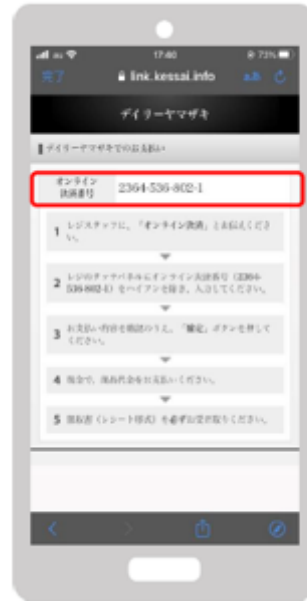 au
17:40
73%
完了
link.kessai.info
ぁあ
デイリーヤマザキ
デイリーヤマザキでのお支払い
オンライン
決済番号
2364-536-802-1
1 レジスタッフに、「オンライン決済」とお伝えくださ
い。
2 レジのタッチパネルにオンライン決済番号（2364-
536-802-1）をハイフンを除き、入力してください。
3 お支払い内容を確認のうえ、「確定」ボタンを押して
ください。
4 現金で、商品代金をお支払いください。
5 領収書（レシート形式）を必ずお受け取りください。